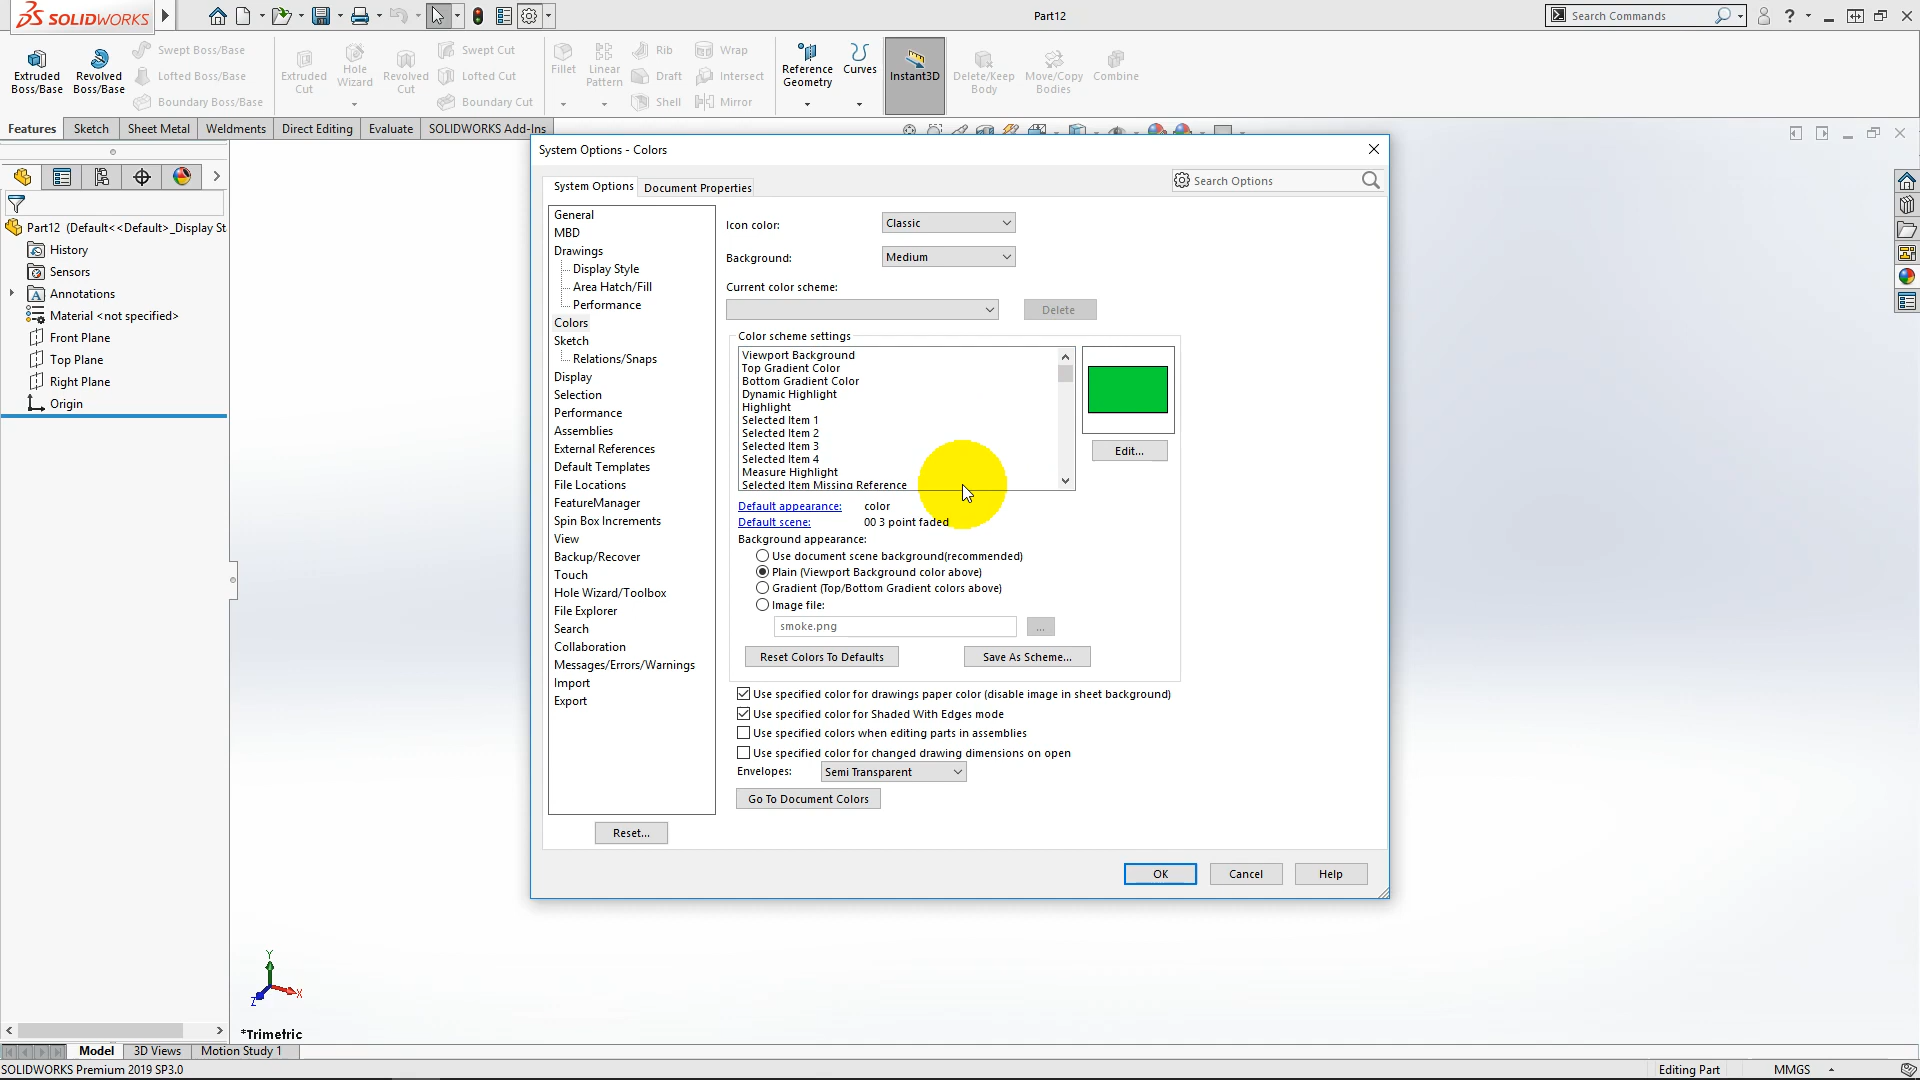 SOLIDWORKS
Part12
Search Commands
Extruded Boss/Base
Revolved Boss/Base
Swept Boss/Base
Lofted Boss/Base
Boundary Boss/Base
Extruded Cut
Hole Wizard
Revolved Cut
Swept Cut
Lofted Cut
Boundary Cut
Fillet
Linear Pattern
Rib
Draft
Shell
Wrap
Intersect
Mirror
Reference Geometry
Curves
Instant3D
Delete/Keep Body
Move/Copy Bodies
Combine
Features
Sketch
Sheet Metal
Weldments
Direct Editing
Evaluate
SOLIDWORKS Add-Ins
Part12 (Default<<Default>_Display St
History
Sensors
Annotations
Material <not specified>
Front Plane
Top Plane
Right Plane
Origin
System Options - Colors
System Options
Document Properties
Search Options
General
MBD
Drawings
Display Style
Area Hatch/Fill
Performance
Colors
Sketch
Relations/Snaps
Display
Selection
Performance
Assemblies
External References
Default Templates
File Locations
FeatureManager
Spin Box Increments
View
Backup/Recover
Touch
Hole Wizard/Toolbox
File Explorer
Search
Collaboration
Messages/Errors/Warnings
Import
Export
Reset...
Icon color: Classic
Background: Medium
Current color scheme:
Delete
Color scheme settings
Viewport Background
Top Gradient Color
Bottom Gradient Color
Dynamic Highlight
Highlight
Selected Item 1
Selected Item 2
Selected Item 3
Selected Item 4
Measure Highlight
Selected Item Missing Reference
Edit...
Default appearance: color
Default scene: 00 3 point faded
Background appearance:
Use document scene background(recommended)
Plain (Viewport Background color above)
Gradient (Top/Bottom Gradient colors above)
Image file:
smoke.png
...
Reset Colors To Defaults
Save As Scheme...
Use specified color for drawings paper color (disable image in sheet background)
Use specified color for Shaded With Edges mode
Use specified colors when editing parts in assemblies
Use specified color for changed drawing dimensions on open
Envelopes: Semi Transparent
Go To Document Colors
OK
Cancel
Help
Y
X
Z
*Trimetric
Model
3D Views
Motion Study 1
SOLIDWORKS Premium 2019 SP3.0
Editing Part
MMGS